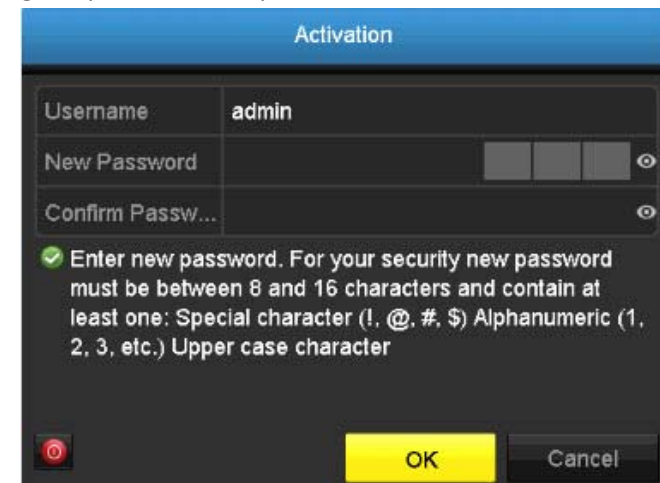 Activation
Username admin
New Password
Confirm Passw...
Enter new password. For your security new password
must be between 8 and 16 characters and contain at
least one: Special character (!, @, #, $) Alphanumeric (1,
2, 3, etc.) Upper case character
OK Cancel